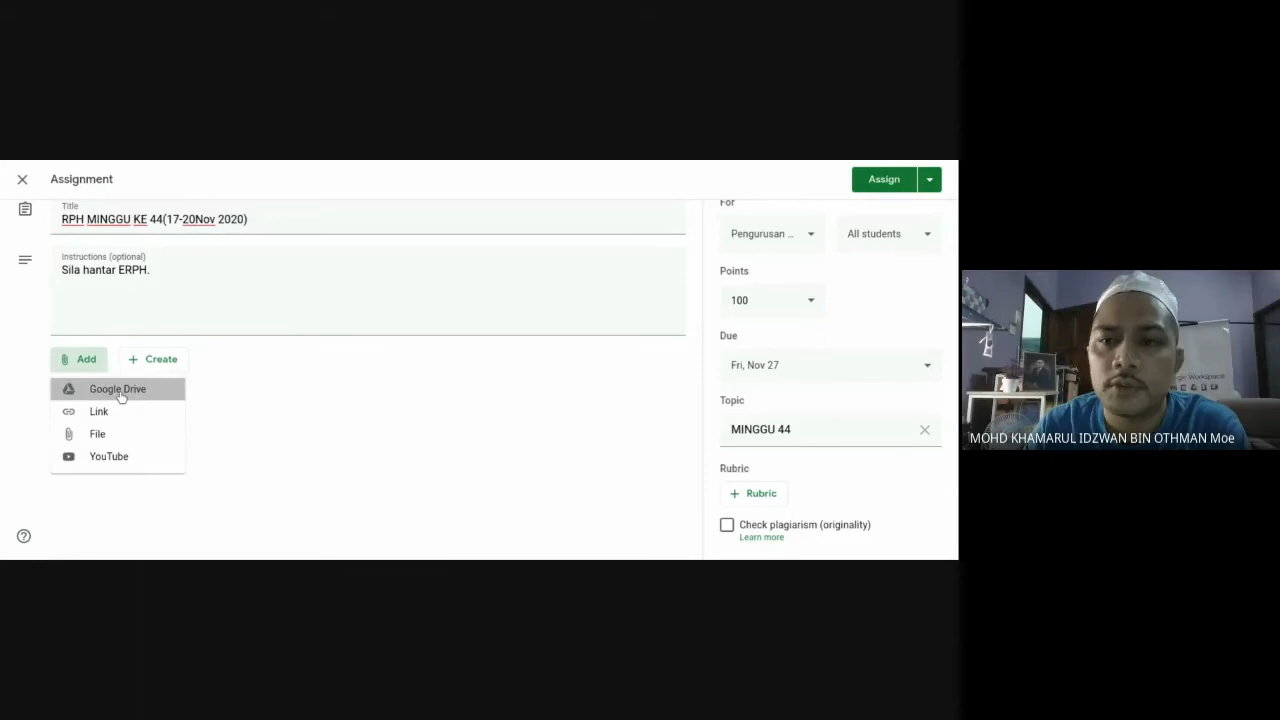 Assignment
Assign
Title
RPH MINGGU KE 44(17-20Nov 2020)
Instructions (optional)
Sila hantar ERPH.
Add
Create
Google Drive
Link
File
YouTube
For
Pengurusan ...
All students
Points
100
Due
Fri, Nov 27
Topic
MINGGU 44
Rubric
Rubric
Check plagiarism (originality)
Learn more
MOHD KHAMARUL IDZWAN BIN OTHMAN Moe